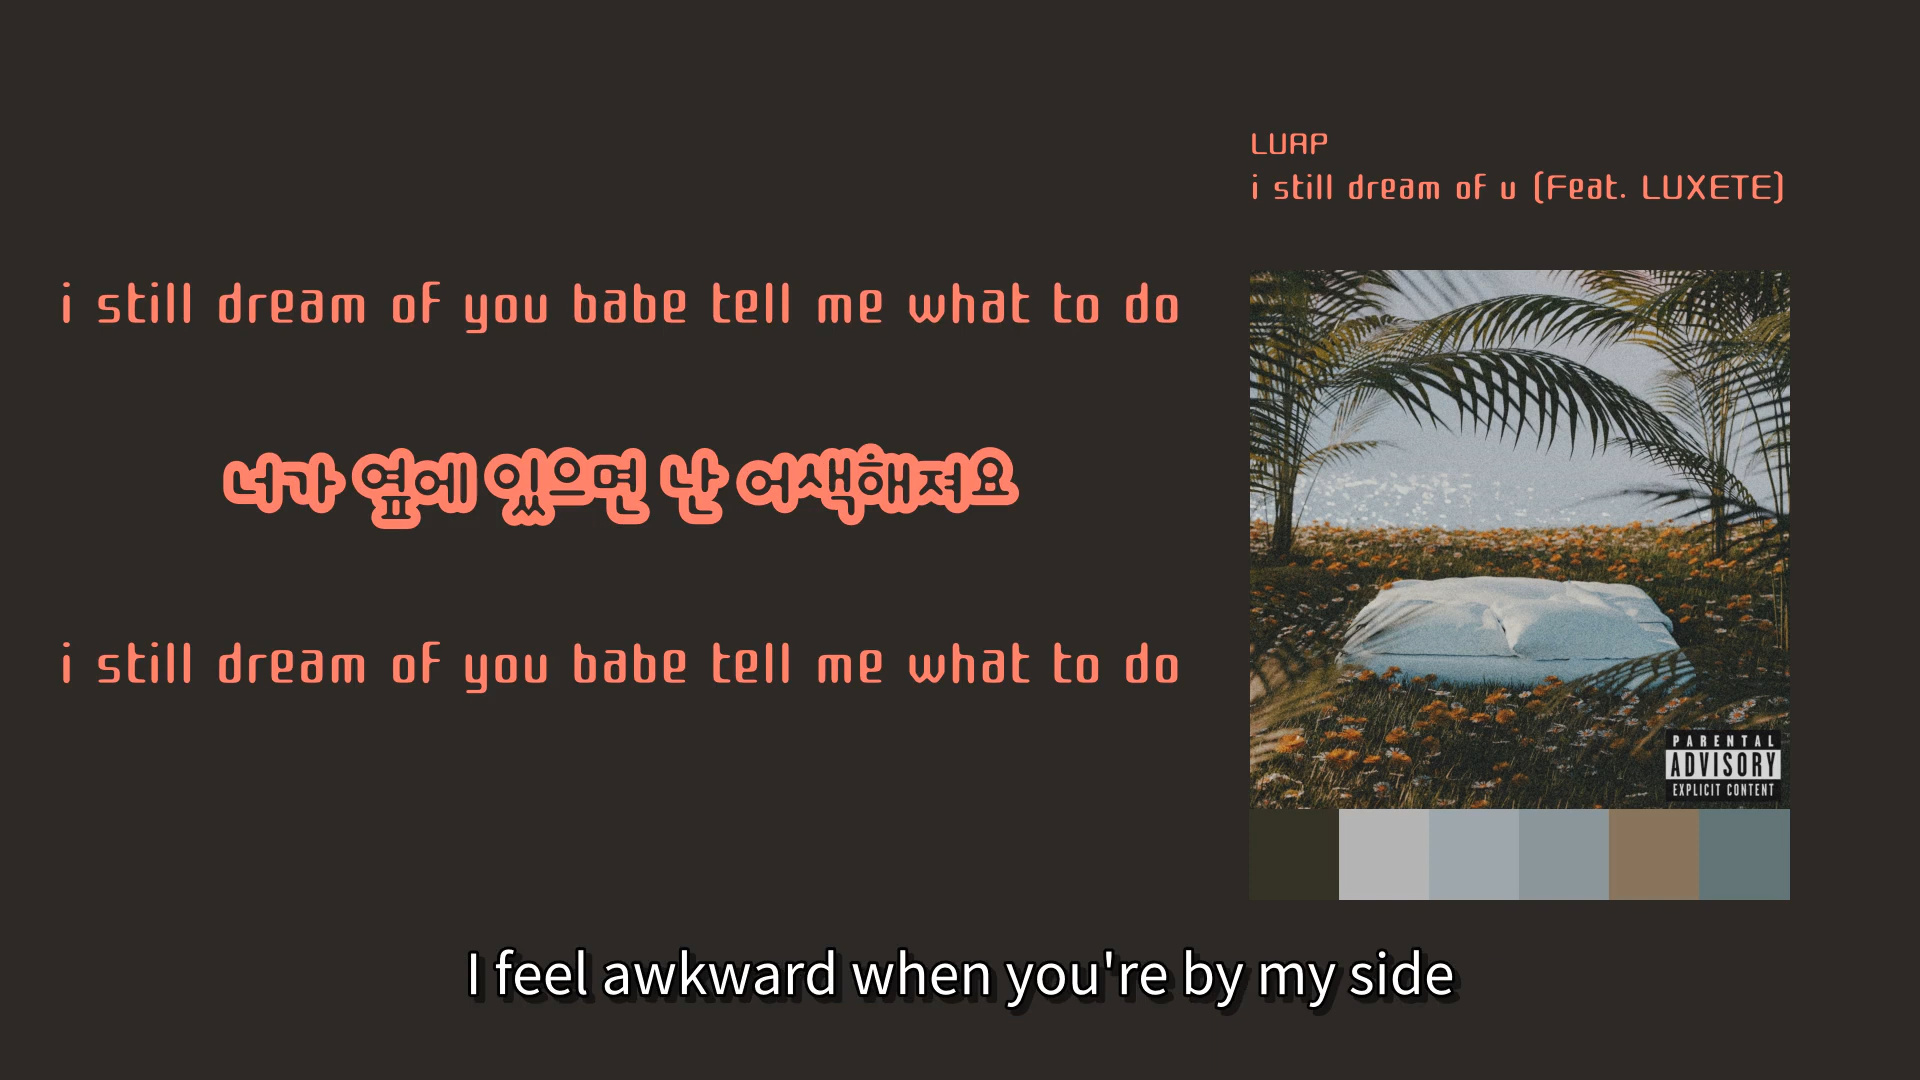 LUAP
i still dream of u (Feat. LUXETE)
i still dream of you babe tell me what to do
너가 옆에 있으면 난 어색해져요
i still dream of you babe tell me what to do
PARENTAL
ADVISORY
EXPLICIT CONTENT
I feel awkward when you're by my side